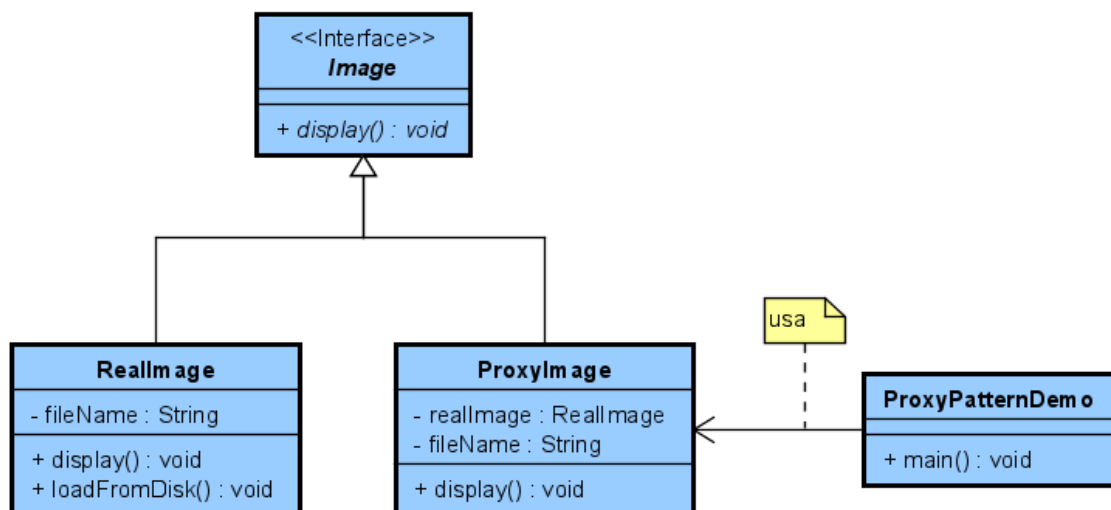 <<Interface>>
Image
+ display() : void
RealImage
- fileName : String
+ display() : void
+ loadFromDisk() : void
ProxyImage
- realImage : RealImage
- fileName : String
+ display() : void
usa
ProxyPatternDemo
+ main() : void